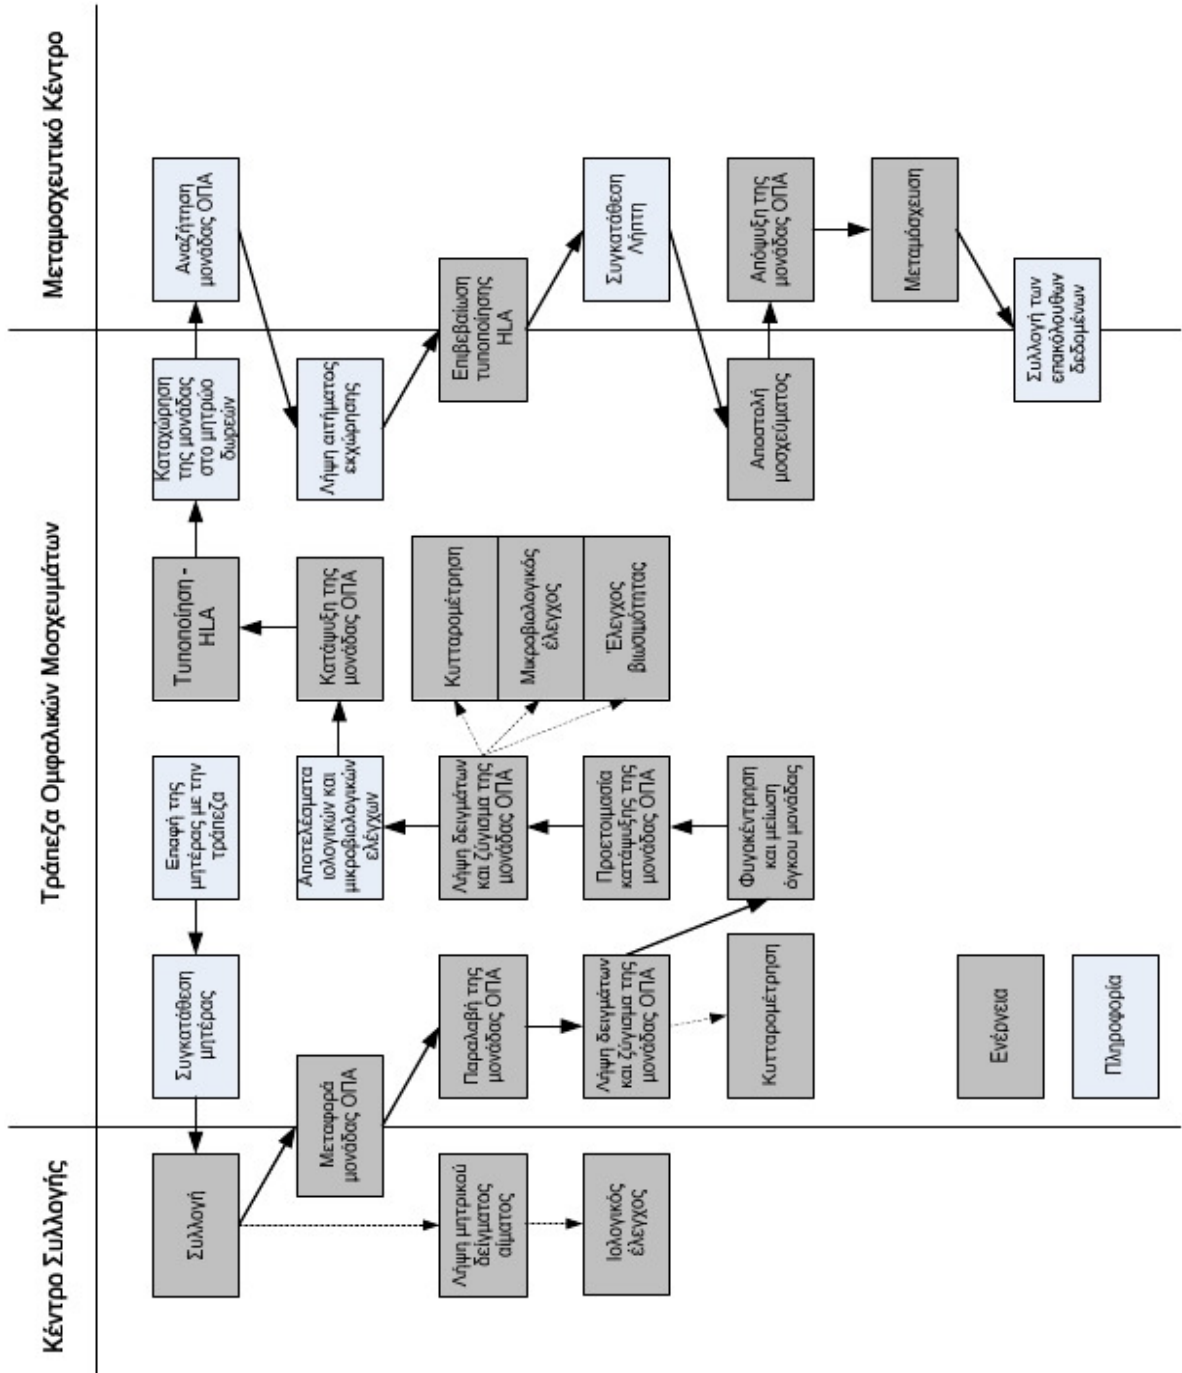 Κέντρο Συλλογής
Τράπεζα Ομφαλικών Μοσχευμάτων
Μεταμοσχευτικό Κέντρο
Συλλογή
Συγκατάθεση
μητέρας
Επαφή της
μητέρας με την
τράπεζα
Τυποποίηση -
HLA
Καταχώρηση
της μονάδας
στο μητρώο
δωρεών
Αναζήτηση
μονάδας ΟΠΑ
Μεταφορά
μονάδας ΟΠΑ
Αποτελέσματα
ιολογικών και
μικροβιολογικών
ελέγχων
Κατάψυξη της
μονάδας ΟΠΑ
Λήψη αιτήματος
εκχώρησης
Λήψη μητρικού
δείγματος
αίματος
Παραλαβή της
μονάδας ΟΠΑ
Λήψη δειγμάτων
και ζύγισμα της
μονάδας ΟΠΑ
Κυτταρομέτρηση
Μικροβιολογικός
έλεγχος
Έλεγχος
βιωσιμότητας
Επιβεβαίωση
τυποποίησης
HLA
Ιολογικός
έλεγχος
Λήψη δειγμάτων
και ζύγισμα της
μονάδας ΟΠΑ
Προετοιμασία
κατάψυξης της
μονάδας ΟΠΑ
Συγκατάθεση
Λήπτη
Κυτταρομέτρηση
Φυγοκέντρηση
και μείωση
όγκου μονάδας
Αποστολή
μοσχεύματος
Απόψυξη της
μονάδας ΟΠΑ
Μεταμόσχευση
Συλλογή των
επακόλουθων
δεδομένων
Ενέργεια
Πληροφορία